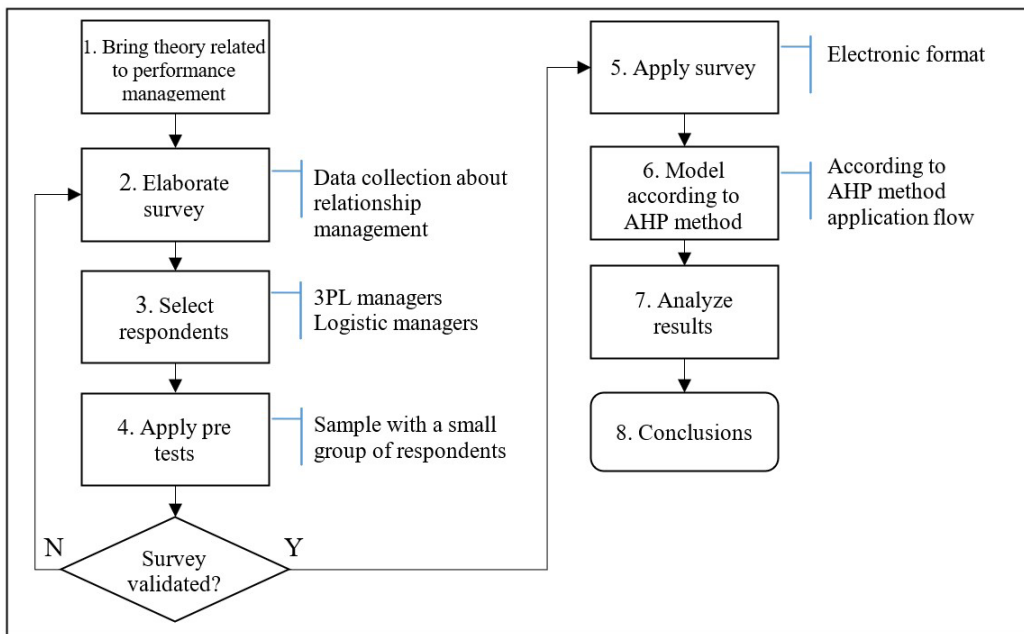 1. Bring theory related
to performance
management
2. Elaborate
survey
Data collection about
relationship
management
3. Select
respondents
3PL managers
Logistic managers
4. Apply pre
tests
Sample with a small
group of respondents
N
Survey
validated?
Y
5. Apply survey
Electronic format
6. Model
according to
AHP method
According to
AHP method
application flow
7. Analyze
results
8. Conclusions